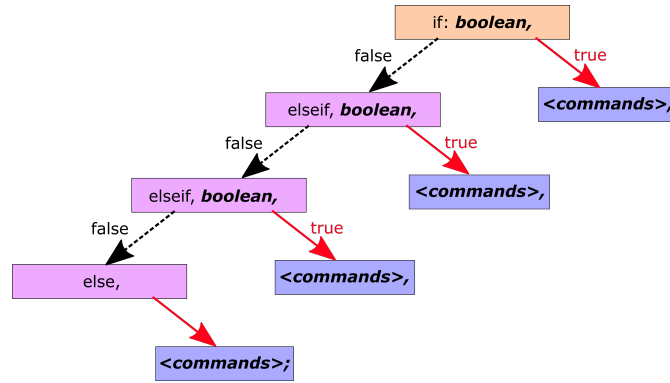 if: boolean,
false
true
<commands>,
elseif, boolean,
false
true
<commands>,
elseif, boolean,
false
true
<commands>,
else,
<commands>;